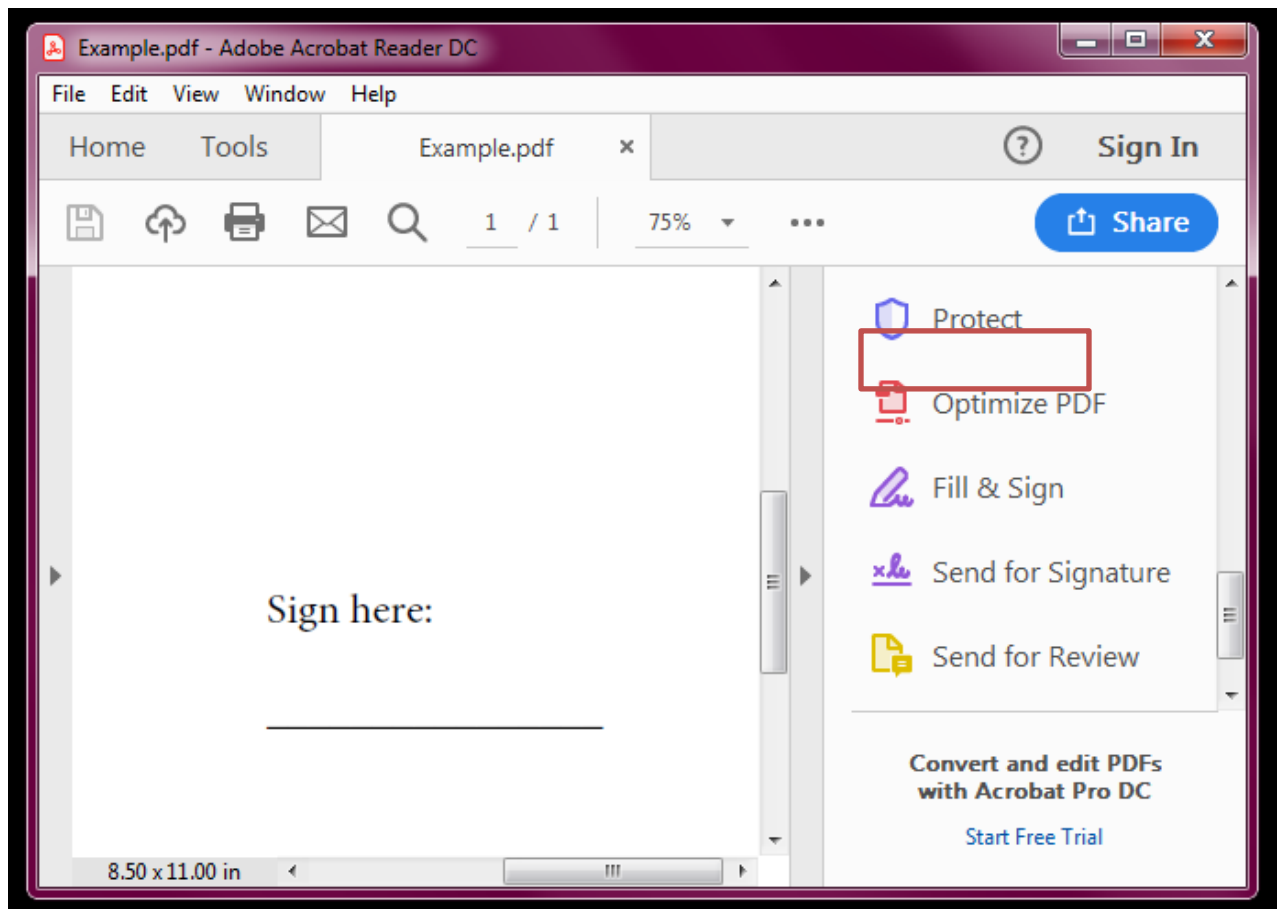 Example.pdf - Adobe Acrobat Reader DC
File Edit View Window Help
Home Tools Example.pdf × ? Sign In
1 / 1 75% Share
Protect
Optimize PDF
Fill & Sign
Send for Signature
Send for Review
Sign here:
Convert and edit PDFs
with Acrobat Pro DC
Start Free Trial
8.50 x 11.00 in